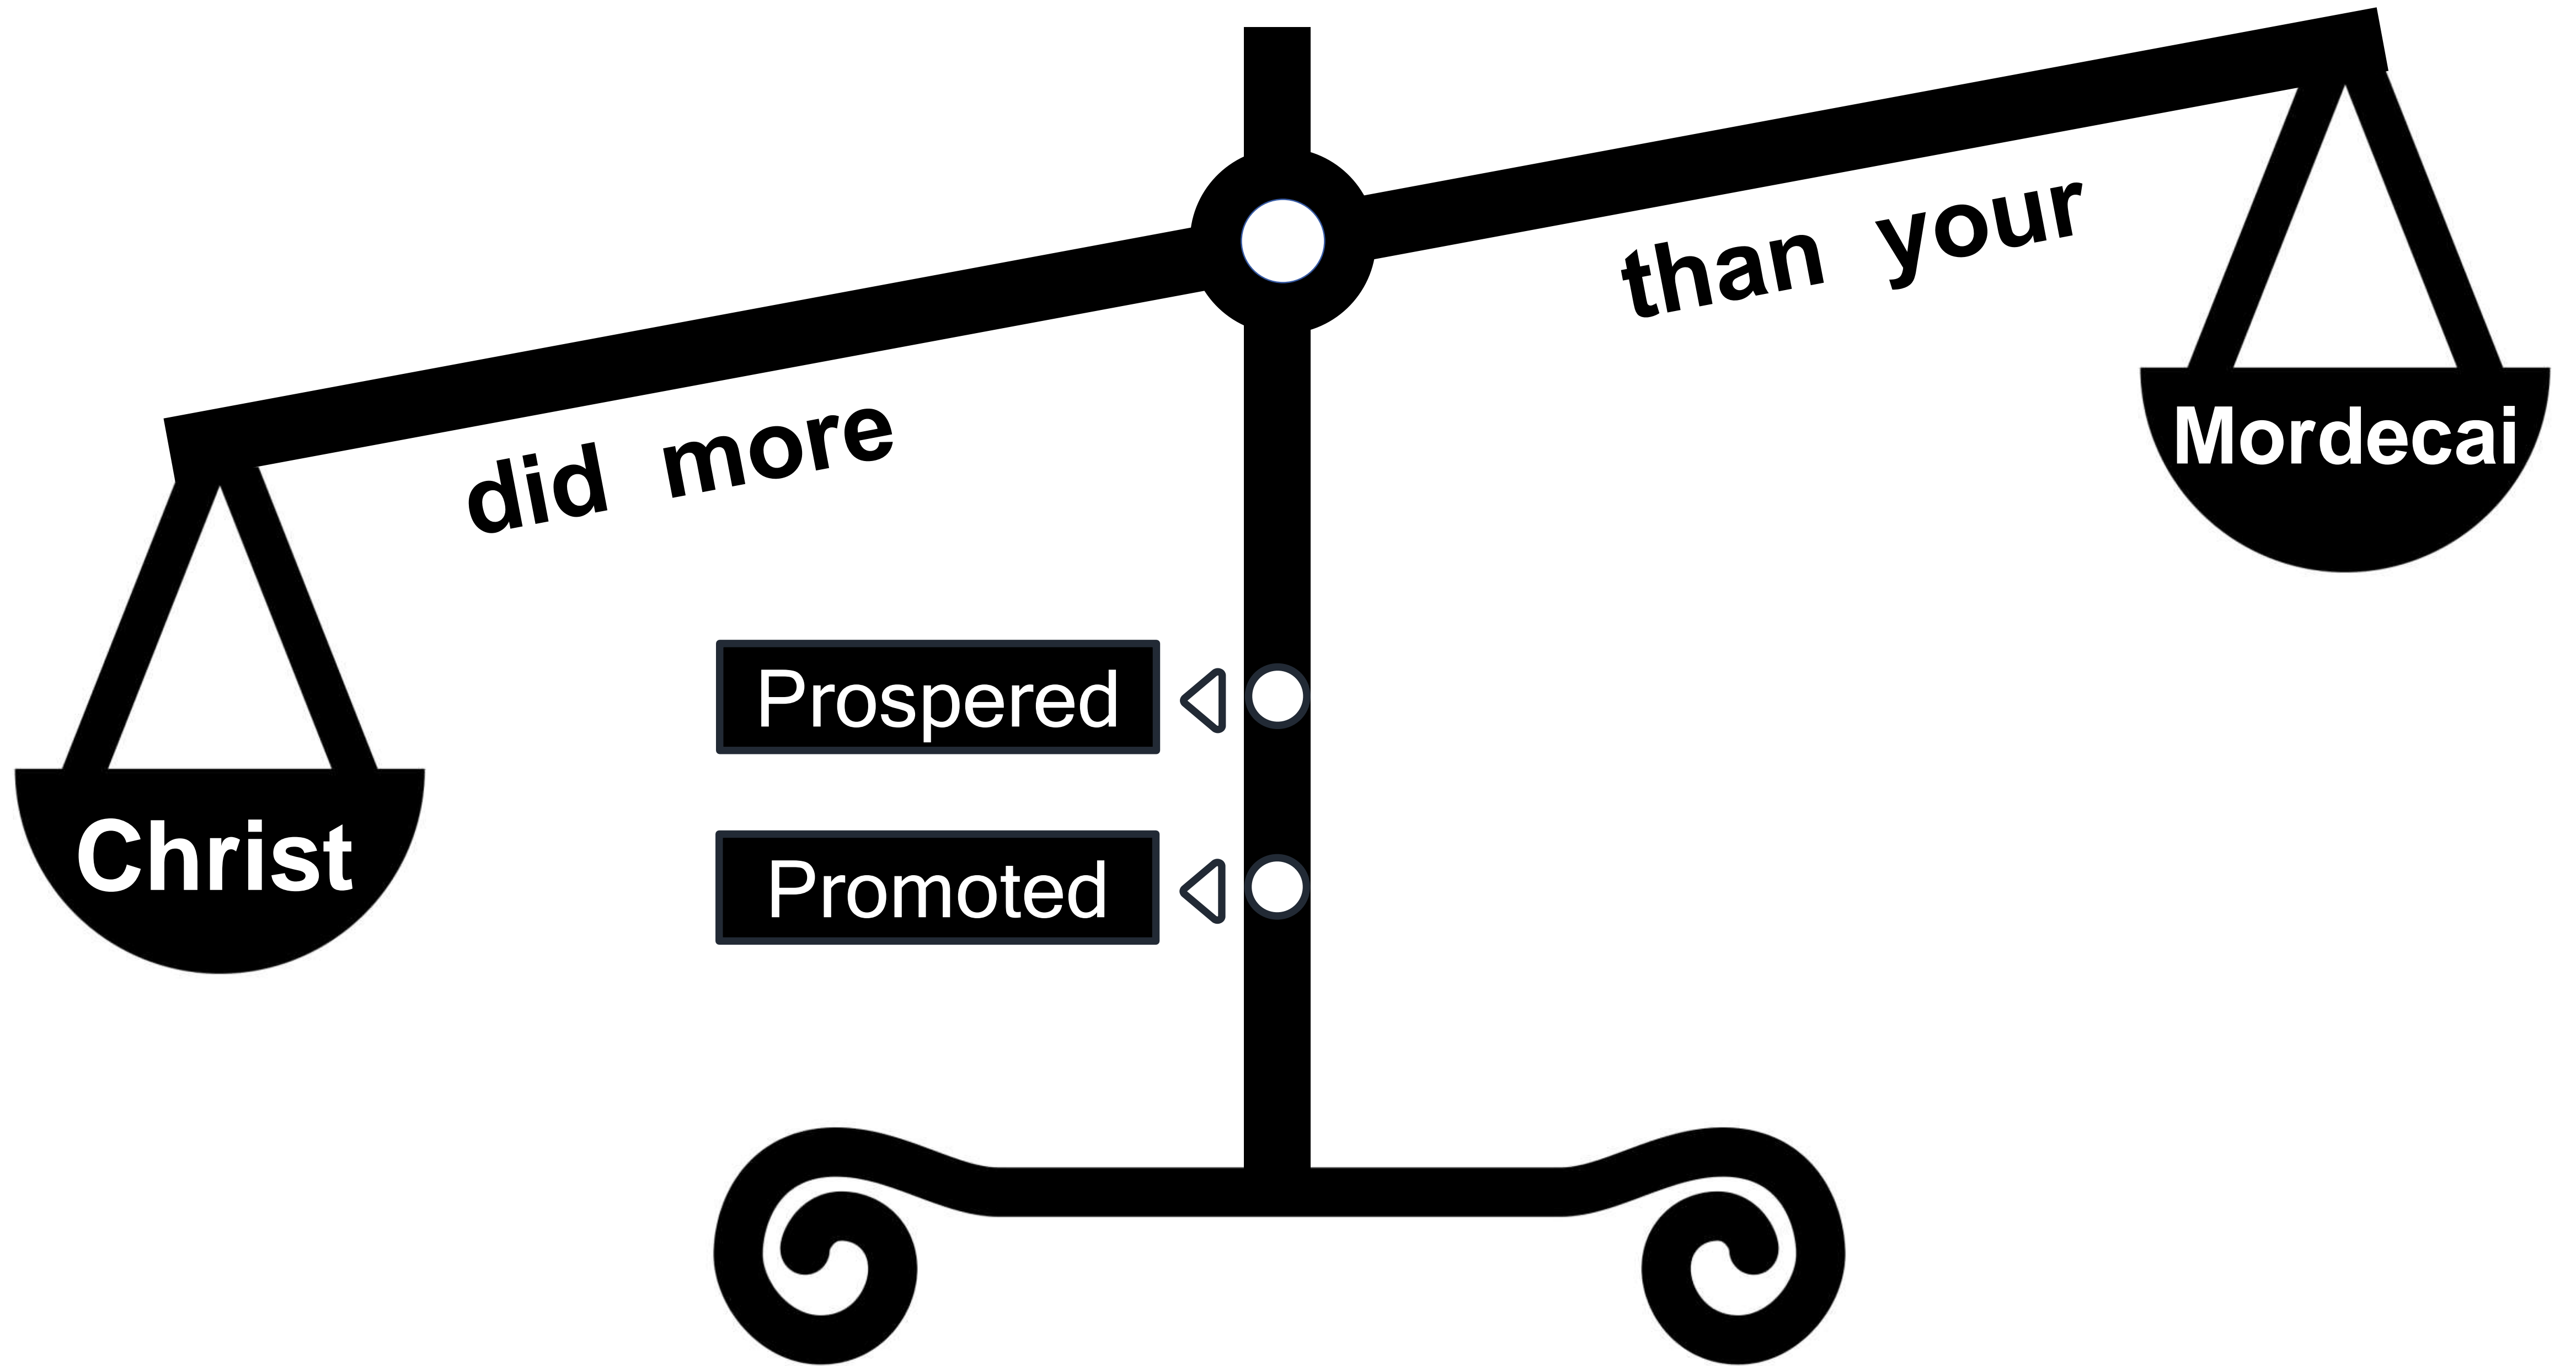 Christ
did more
than your
Mordecai
Prospered
Promoted